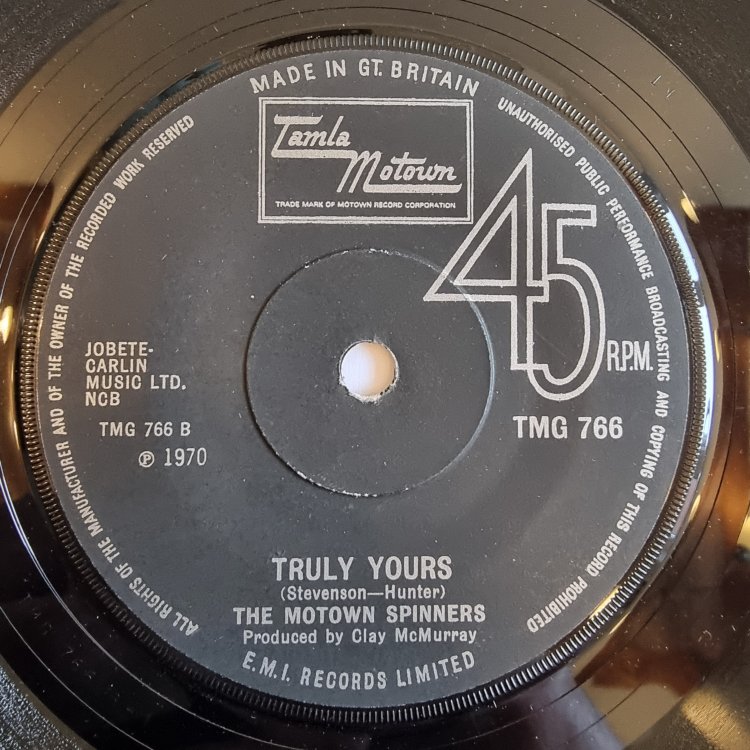 MADE IN GT. BRITAIN
Tamla
Motown
TRADE MARK OF MOTOWN RECORD CORPORATION
UNAUTHORISED PUBLIC PERFORMANCE BROADCASTING AND COPYING OF THIS RECORD PROHIBITED
ALL RIGHTS OF THE MANUFACTURER AND OF THE OWNER OF THE RECORDED WORK RESERVED
45
R.P.M.
JOBETE-
CARLIN
MUSIC LTD.
NCB
TMG 766 B
℗ 1970
TMG 766
TRULY YOURS
(Stevenson—Hunter)
THE MOTOWN SPINNERS
Produced by Clay McMurray
E.M.I. RECORDS LIMITED